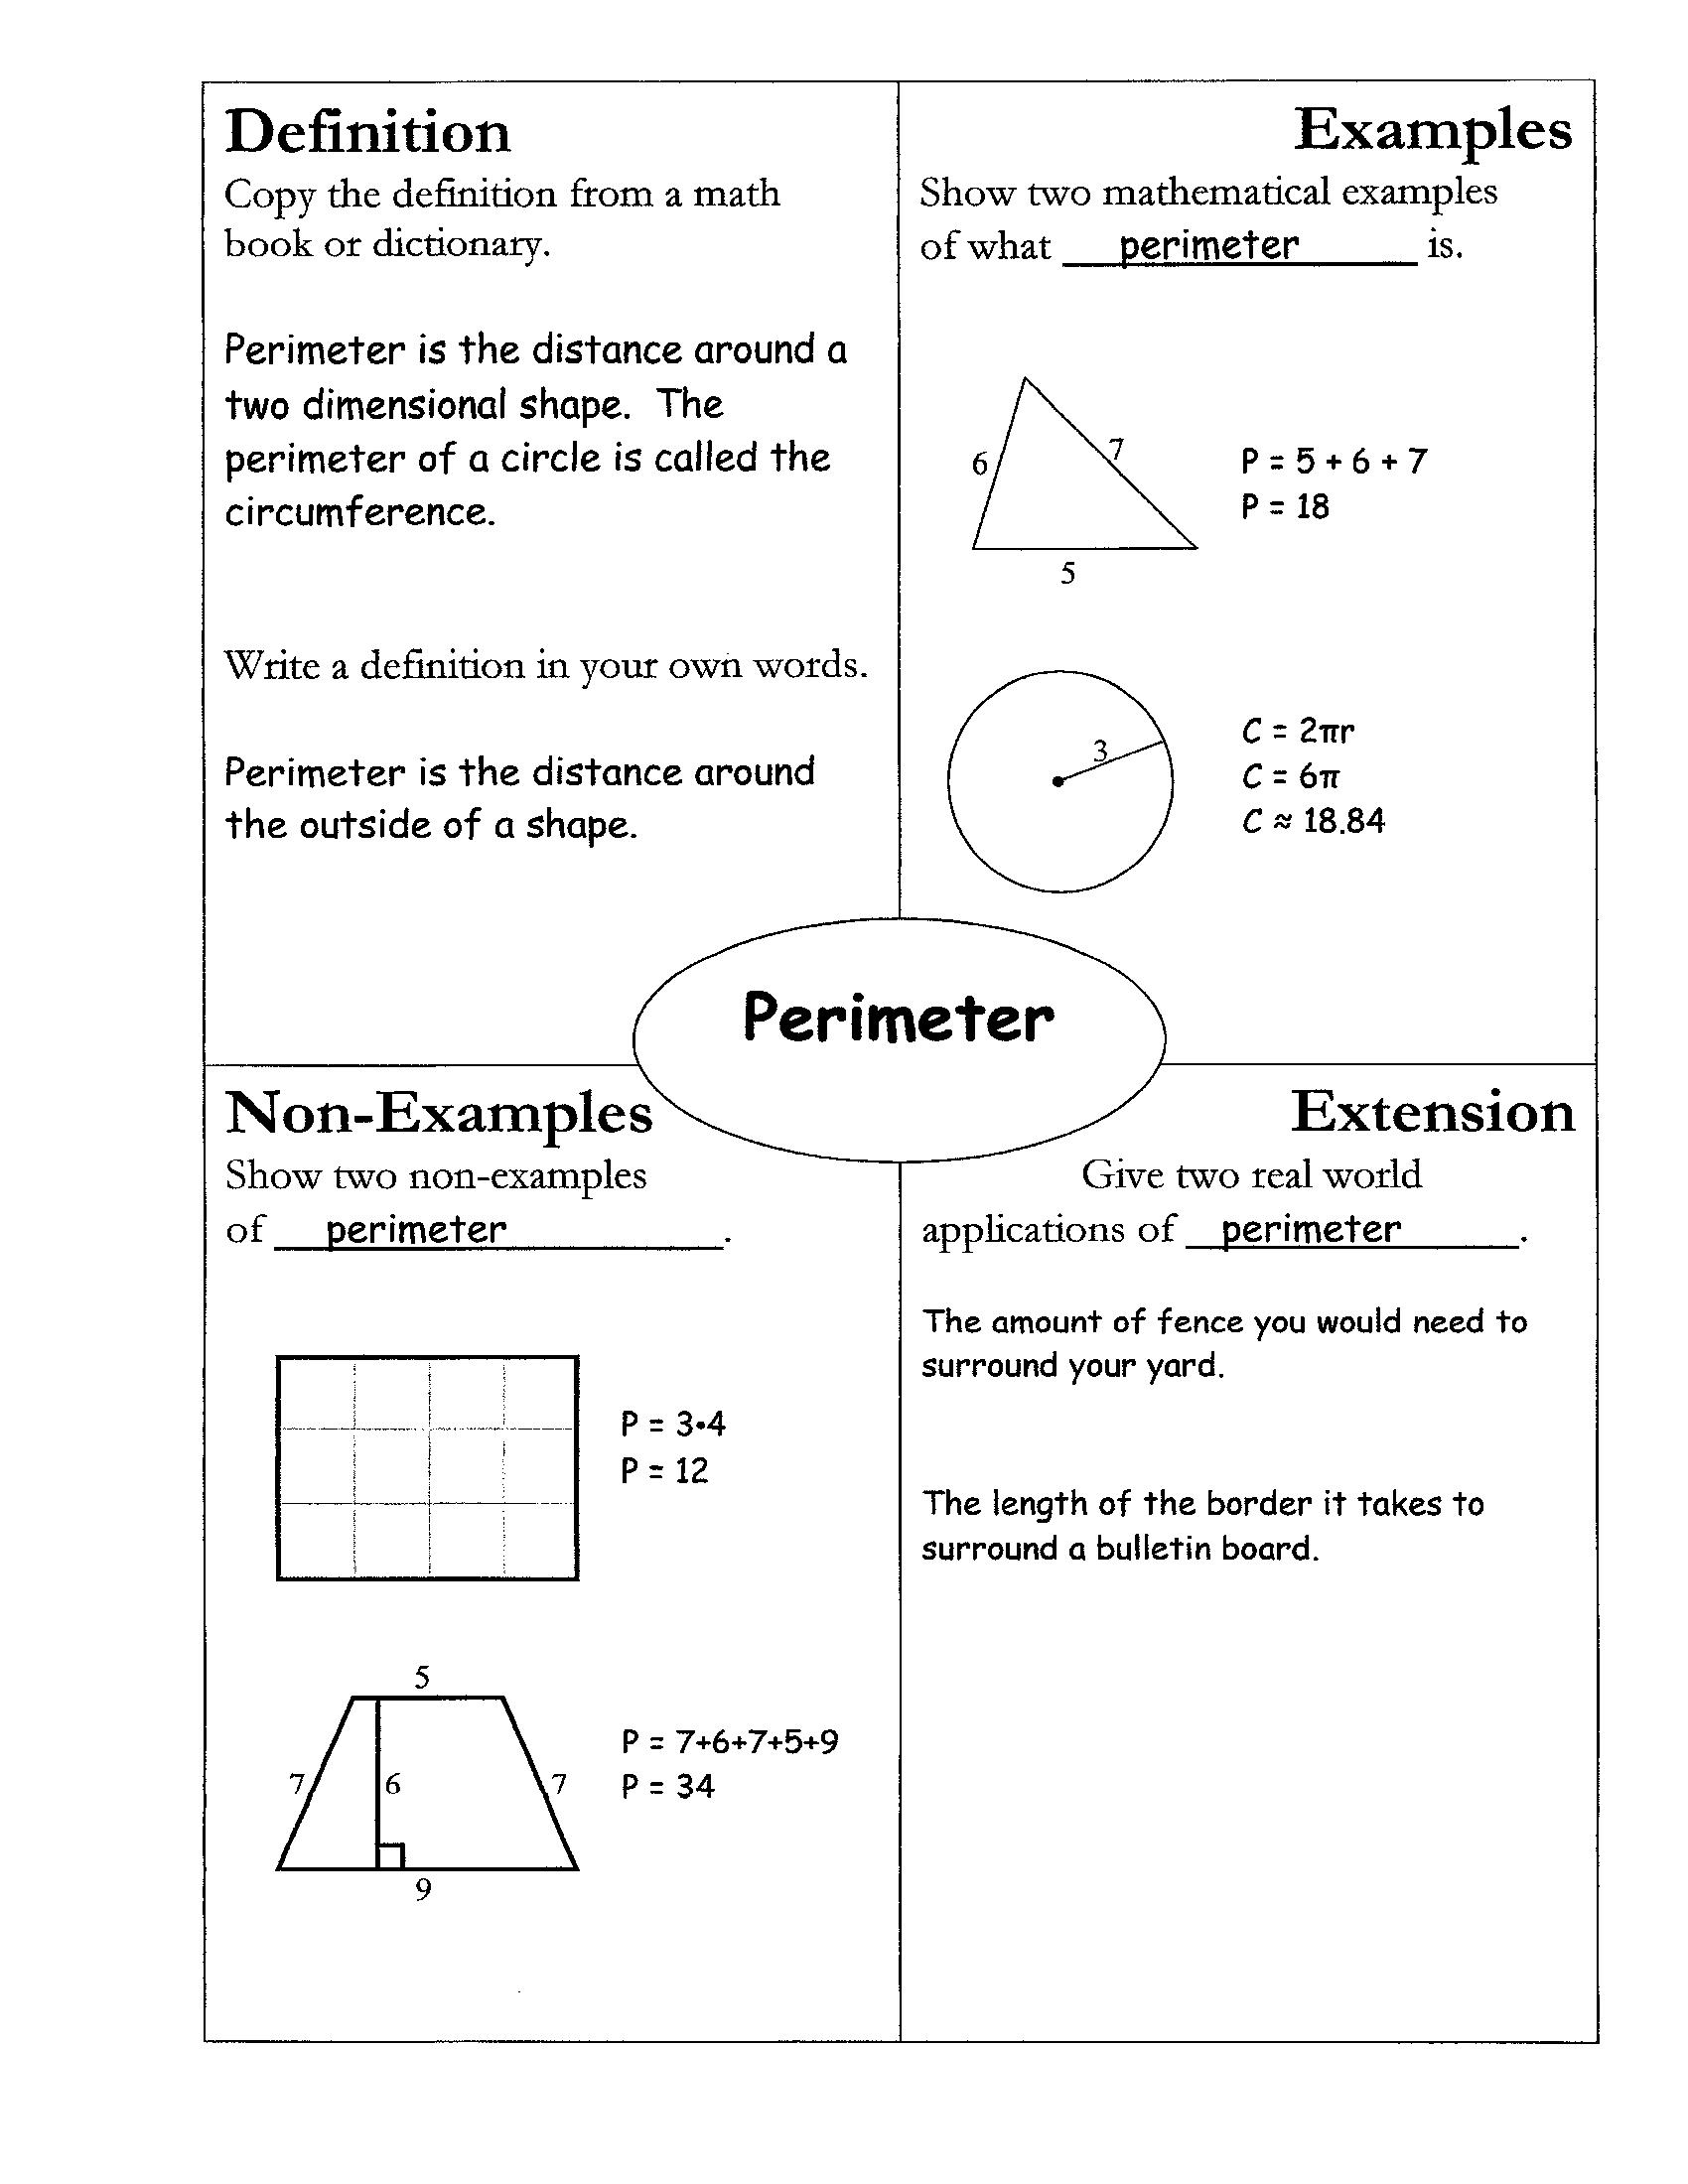 Definition
Copy the definition from a math
book or dictionary.
Perimeter is the distance around a
two dimensional shape.  The
perimeter of a circle is called the
circumference.
Write a definition in your own words.
Perimeter is the distance around
the outside of a shape.
Examples
Show two mathematical examples
of what perimeter is.
6
7
5
P = 5 + 6 + 7
P = 18
3
C = 2πr
C = 6π
C ≈ 18.84
Perimeter
Non-Examples
Show two non-examples
of perimeter.
P = 3•4
P = 12
5
7
6
7
9
P = 7+6+7+5+9
P = 34
Extension
Give two real world
applications of perimeter.
The amount of fence you would need to
surround your yard.
The length of the border it takes to
surround a bulletin board.